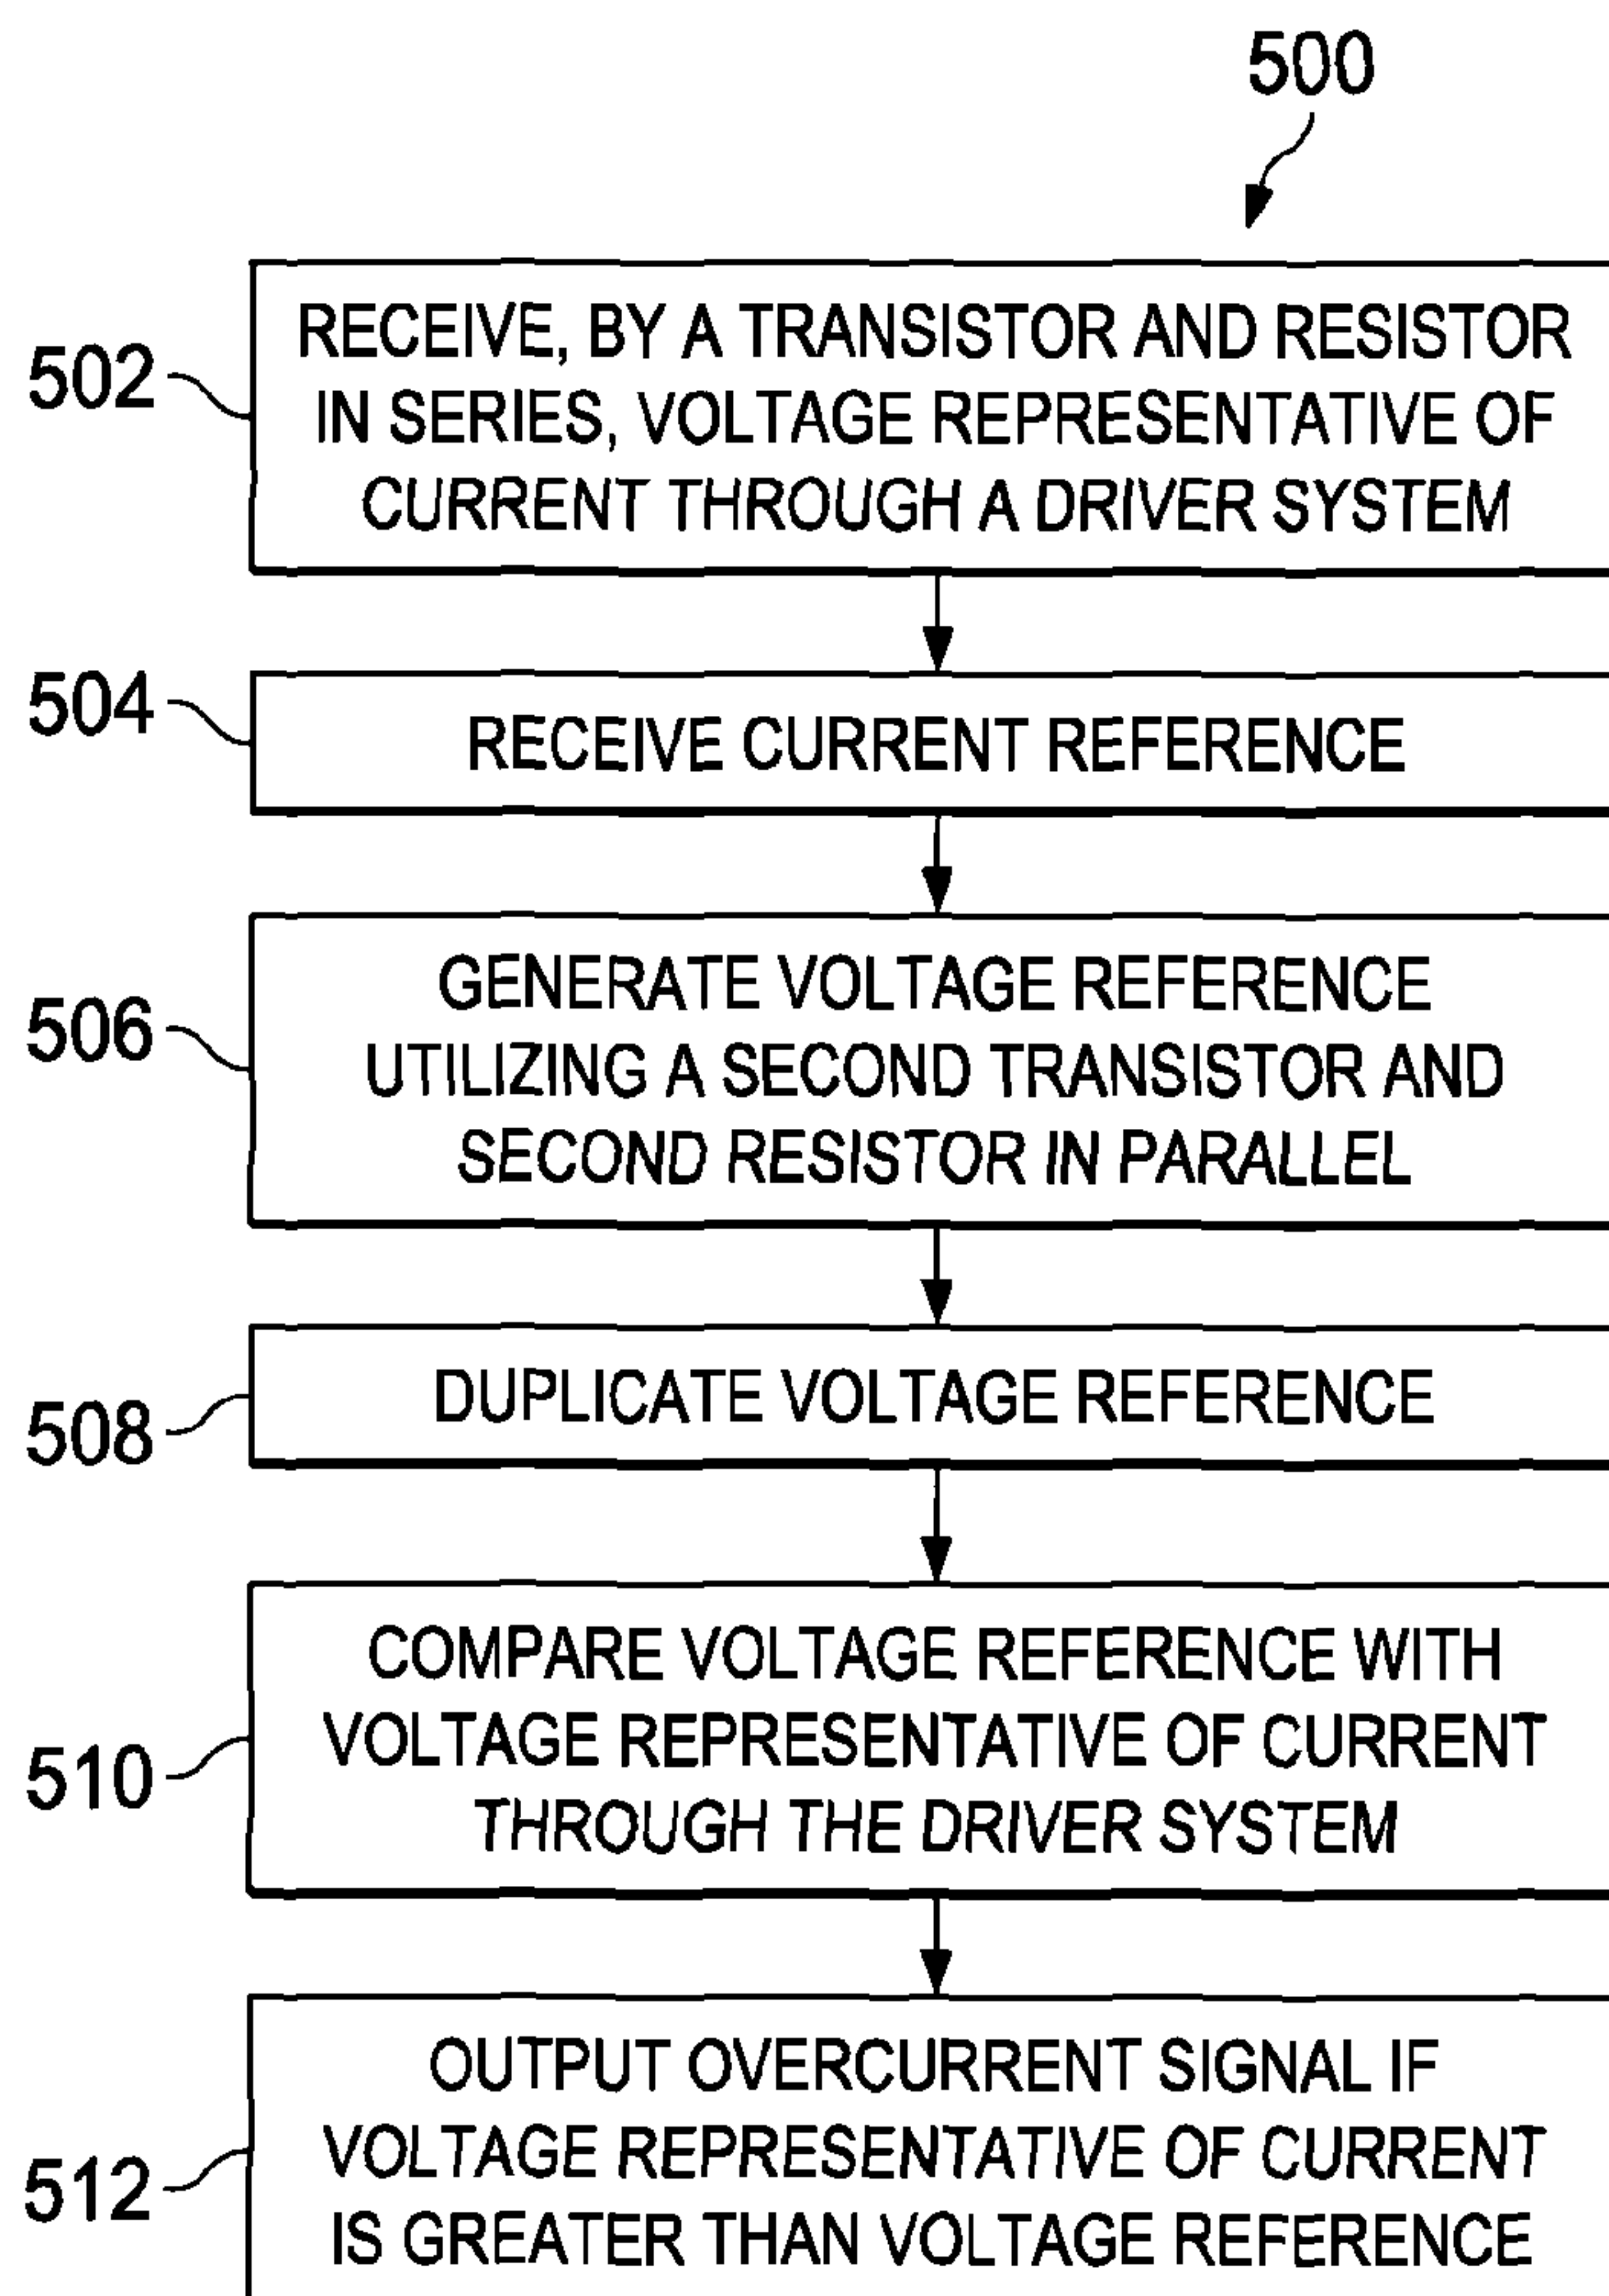 500
502
RECEIVE, BY A TRANSISTOR AND RESISTOR
IN SERIES, VOLTAGE REPRESENTATIVE OF
CURRENT THROUGH A DRIVER SYSTEM
504
RECEIVE CURRENT REFERENCE
506
GENERATE VOLTAGE REFERENCE
UTILIZING A SECOND TRANSISTOR AND
SECOND RESISTOR IN PARALLEL
508
DUPLICATE VOLTAGE REFERENCE
510
COMPARE VOLTAGE REFERENCE WITH
VOLTAGE REPRESENTATIVE OF CURRENT
THROUGH THE DRIVER SYSTEM
512
OUTPUT OVERCURRENT SIGNAL IF
VOLTAGE REPRESENTATIVE OF CURRENT
IS GREATER THAN VOLTAGE REFERENCE